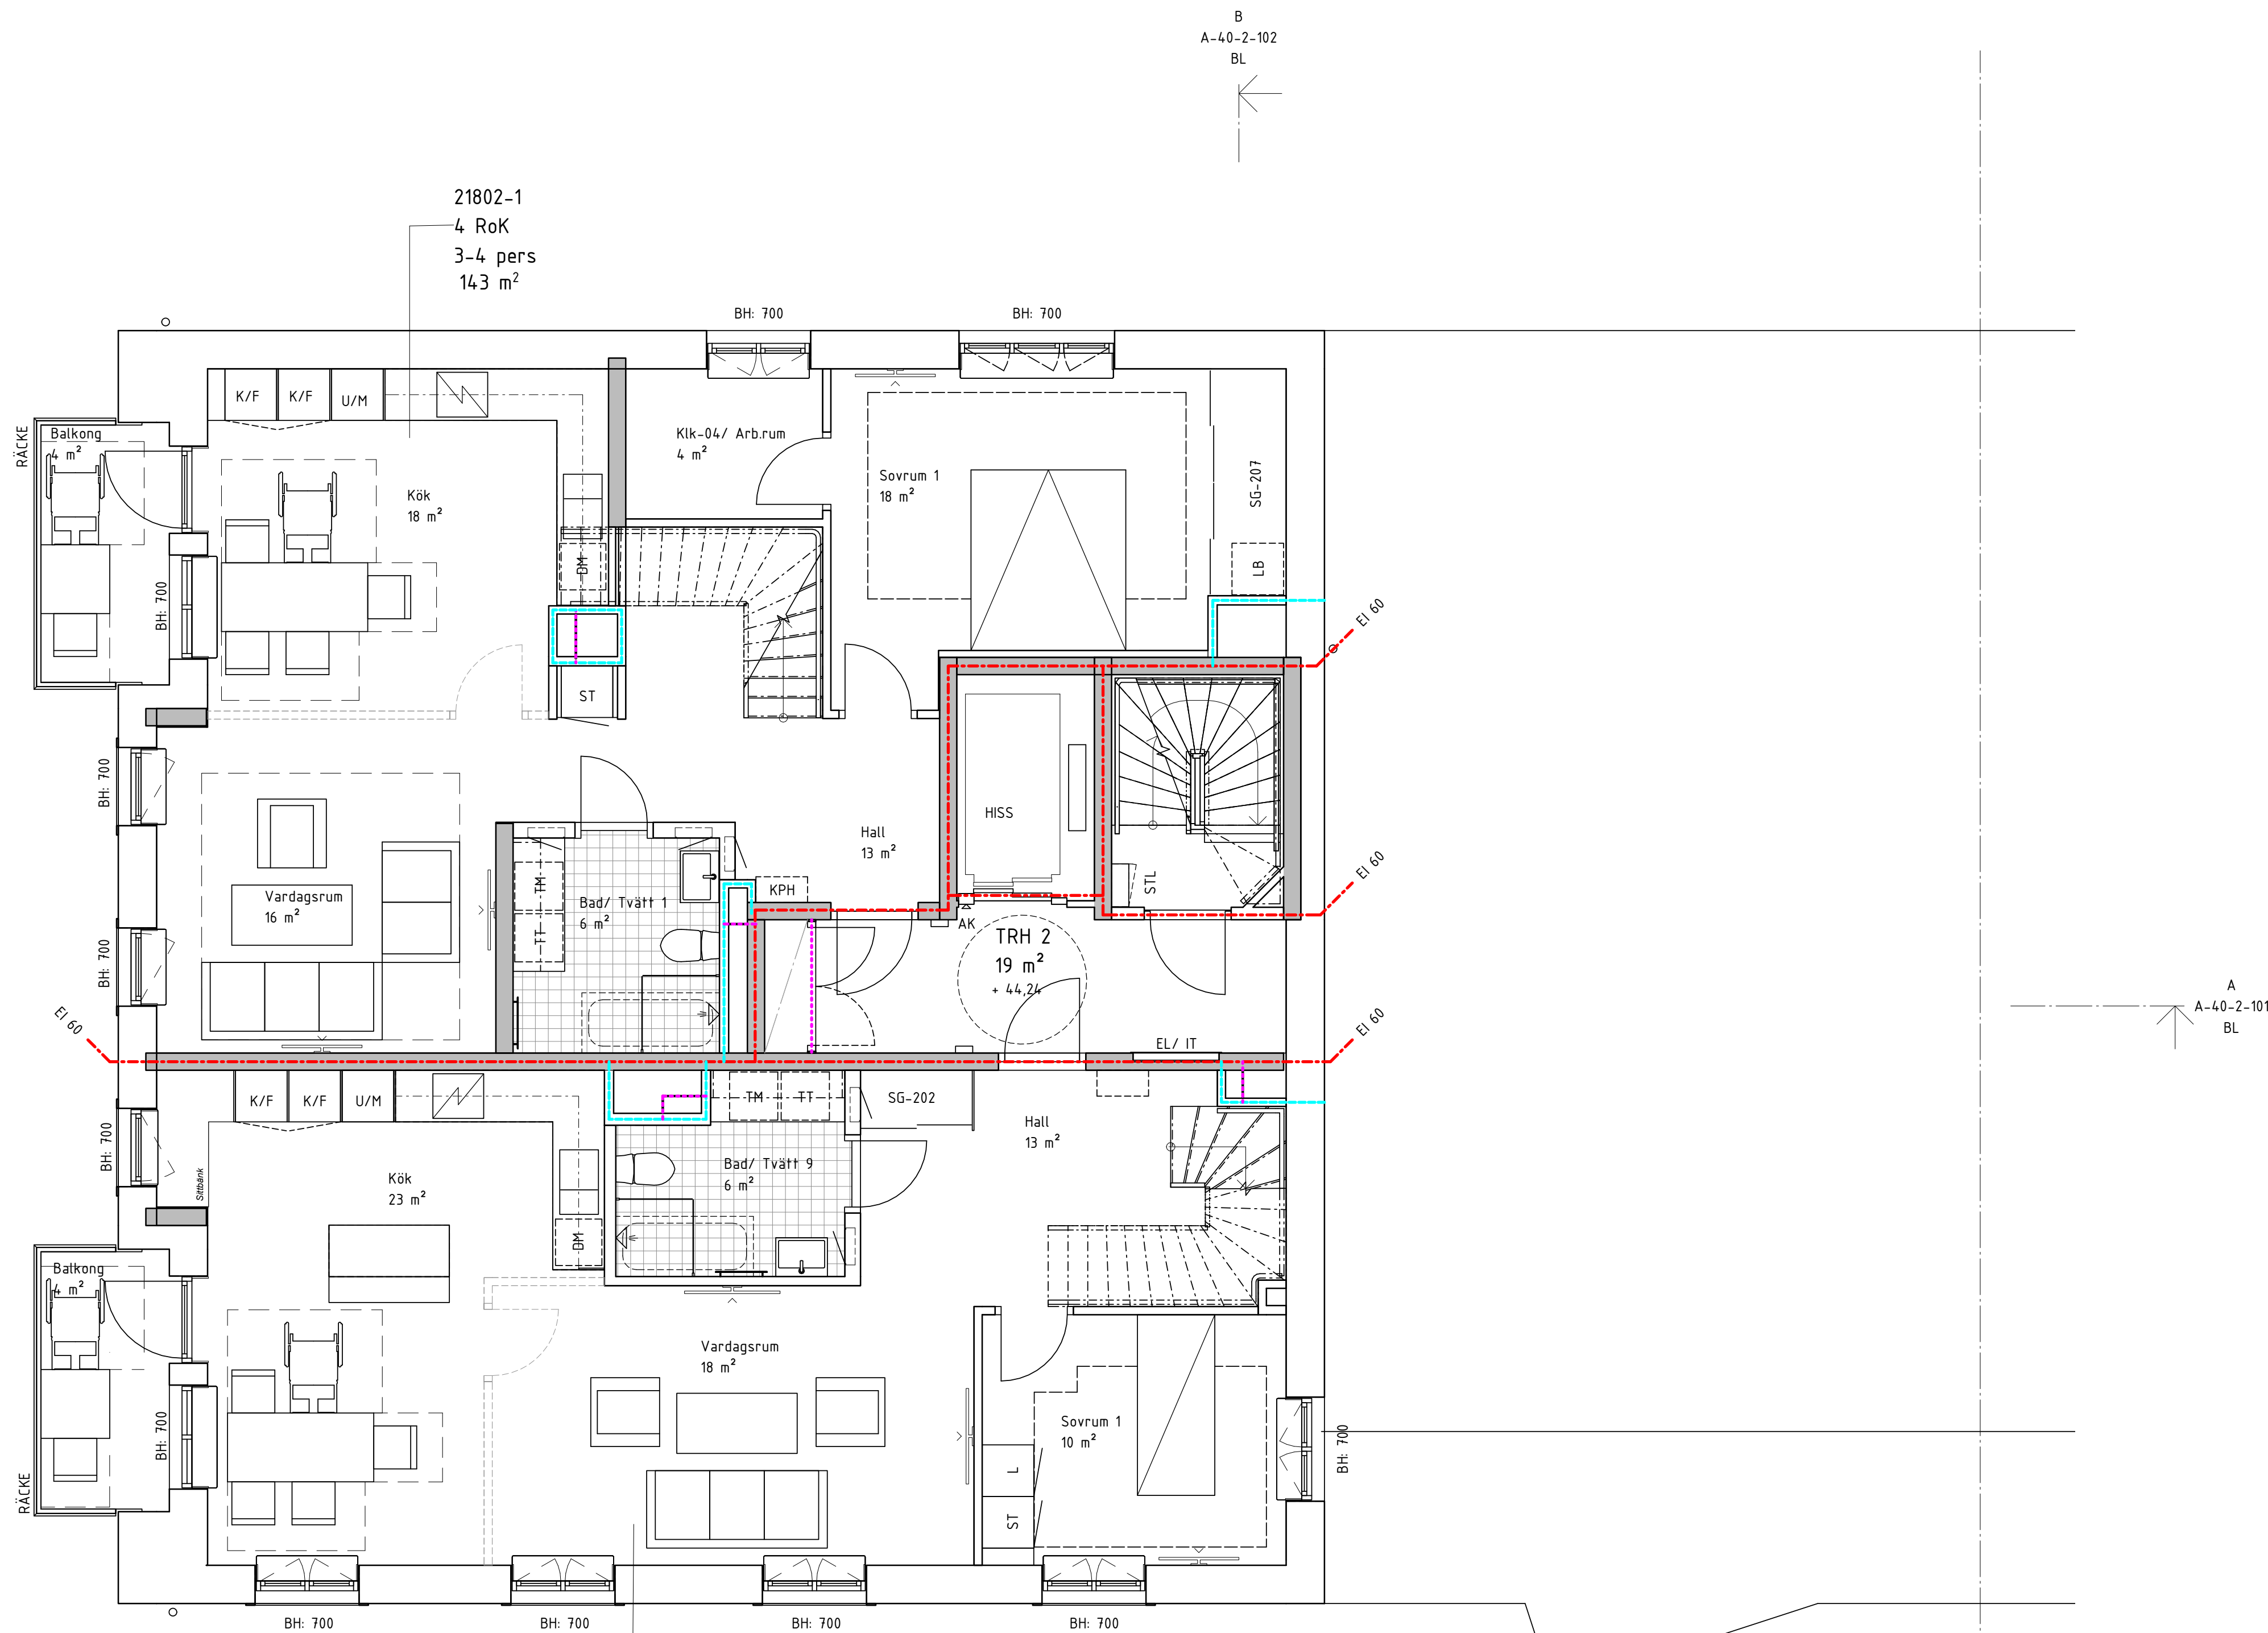 B
A-40-2-102
BL
21802-1
4 RoK
3-4 pers
143 m²
BH: 700
BH: 700
K/F
K/F
U/M
RÄCKE
Balkong
4 m²
Klk-04/ Arb.rum
4 m²
Sovrum 1
18 m²
SG-207
Kök
18 m²
DM
LB
BH: 700
EI 60
ST
BH: 700
HISS
Hall
13 m²
EI 60
STL
KPH
TM
Vardagsrum
16 m²
Bad/ Tvätt 1
6 m²
TT
AK
TRH 2
19 m²
+ 44,24
BH: 700
A
A-40-2-101
BL
EI 60
EI 60
EL/ IT
K/F
K/F
U/M
TM
TT
SG-202
Hall
13 m²
BH: 700
Sittbänk
Kök
23 m²
Bad/ Tvätt 9
6 m²
DM
Balkong
4 m²
Vardagsrum
18 m²
BH: 700
Sovrum 1
10 m²
BH: 700
L
ST
RÄCKE
BH: 700
BH: 700
BH: 700
BH: 700